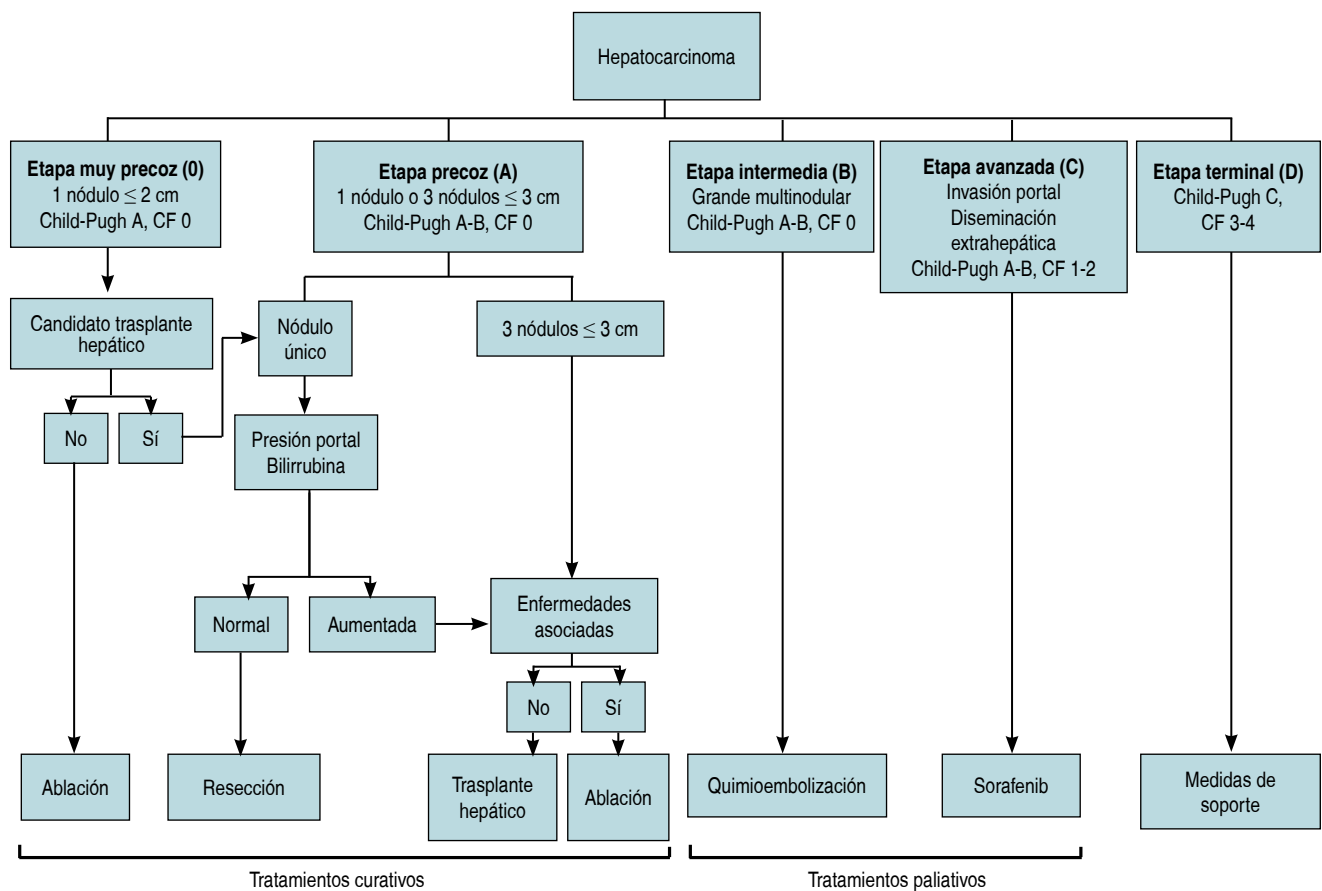 Hepatocarcinoma
Etapa muy precoz (0)
1 nódulo ≤ 2 cm
Child-Pugh A, CF 0
Etapa precoz (A)
1 nódulo o 3 nódulos ≤ 3 cm
Child-Pugh A-B, CF 0
Etapa intermedia (B)
Grande multinodular
Child-Pugh A-B, CF 0
Etapa avanzada (C)
Invasión portal
Diseminación
extrahepática
Child-Pugh A-B, CF 1-2
Etapa terminal (D)
Child-Pugh C,
CF 3-4
Candidato trasplante
hepático
Nódulo
único
3 nódulos ≤ 3 cm
No
Sí
Presión portal
Bilirrubina
Normal
Aumentada
Enfermedades
asociadas
No
Sí
Ablación
Resección
Trasplante
hepático
Ablación
Quimioembolización
Sorafenib
Medidas de
soporte
Tratamientos curativos
Tratamientos paliativos